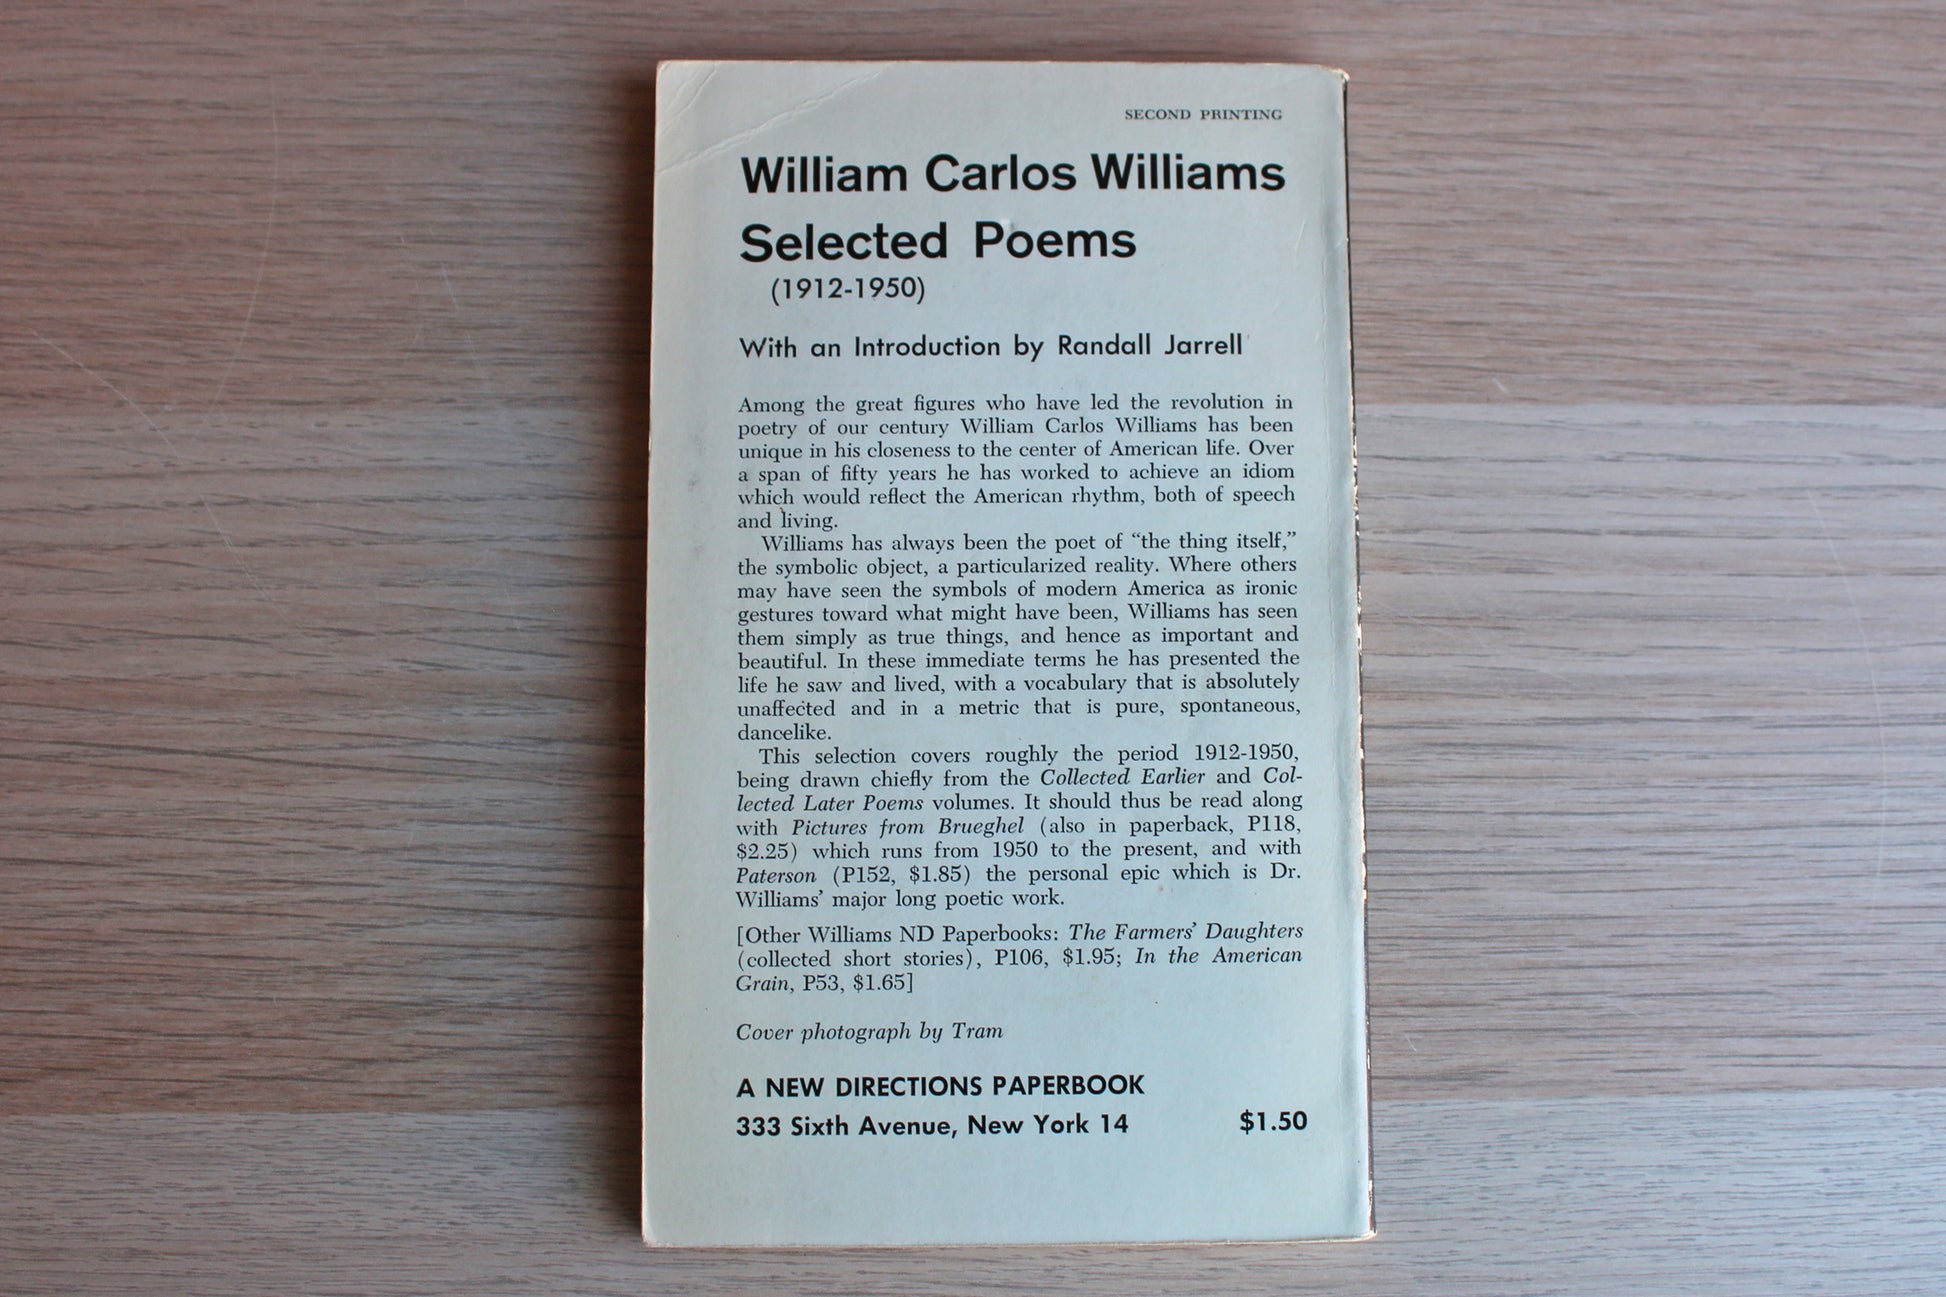 SECOND PRINTING
William Carlos Williams
Selected Poems
(1912-1950)
With an Introduction by Randall Jarrell
Among the great figures who have led the revolution in
poetry of our century William Carlos Williams has been
unique in his closeness to the center of American life. Over
a span of fifty years he has worked to achieve an idiom
which would reflect the American rhythm, both of speech
and living.
Williams has always been the poet of “the thing itself,”
the symbolic object, a particularized reality. Where others
may have seen the symbols of modern America as ironic
gestures toward what might have been, Williams has seen
them simply as true things, and hence as important and
beautiful. In these immediate terms he has presented the
life he saw and lived, with a vocabulary that is absolutely
unaffected and in a metric that is pure, spontaneous,
dancelike.
This selection covers roughly the period 1912-1950,
being drawn chiefly from the Collected Earlier and Col-
lected Later Poems volumes. It should thus be read along
with Pictures from Brueghel (also in paperback, P118,
$2.25) which runs from 1950 to the present, and with
Paterson (P152, $1.85) the personal epic which is Dr.
Williams’ major long poetic work.
[Other Williams ND Paperbooks: The Farmers’ Daughters
(collected short stories), P106, $1.95; In the American
Grain, P53, $1.65]
Cover photograph by Tram
A NEW DIRECTIONS PAPERBOOK
333 Sixth Avenue, New York 14 $1.50